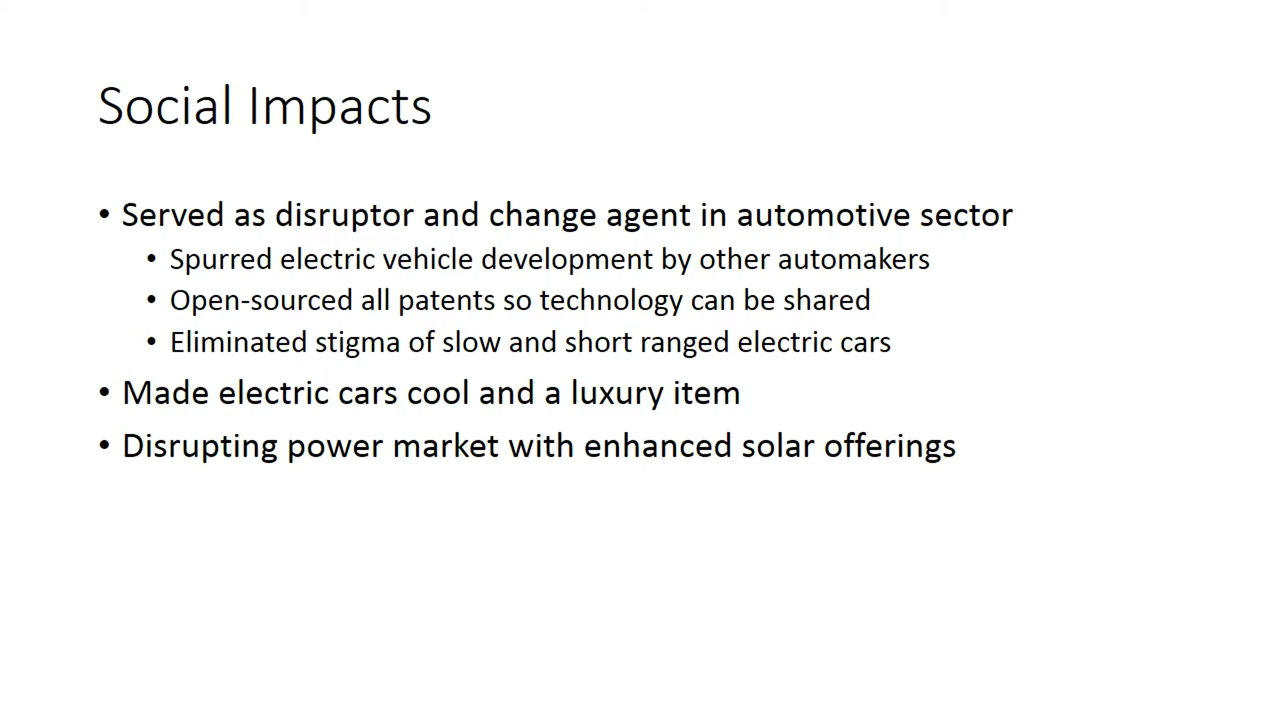 Social Impacts
• Served as disruptor and change agent in automotive sector
• Spurred electric vehicle development by other automakers
• Open-sourced all patents so technology can be shared
• Eliminated stigma of slow and short ranged electric cars
• Made electric cars cool and a luxury item
• Disrupting power market with enhanced solar offerings